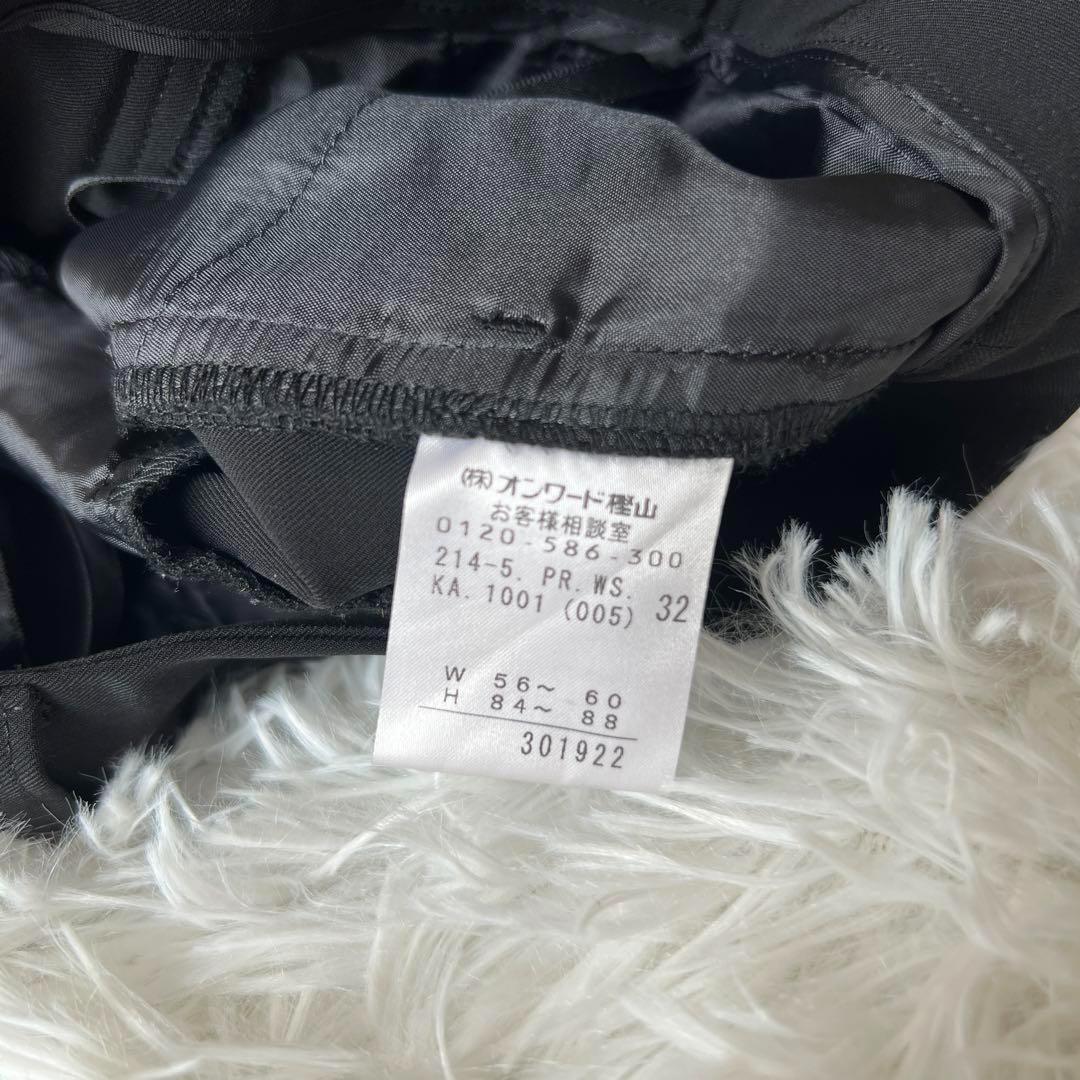 (株)オンワード樫山
お客様相談室
0120-586-300
214-5. PR. WS.
KA. 1001 (005) 32
W 56～ 60
H 84～ 88
301922